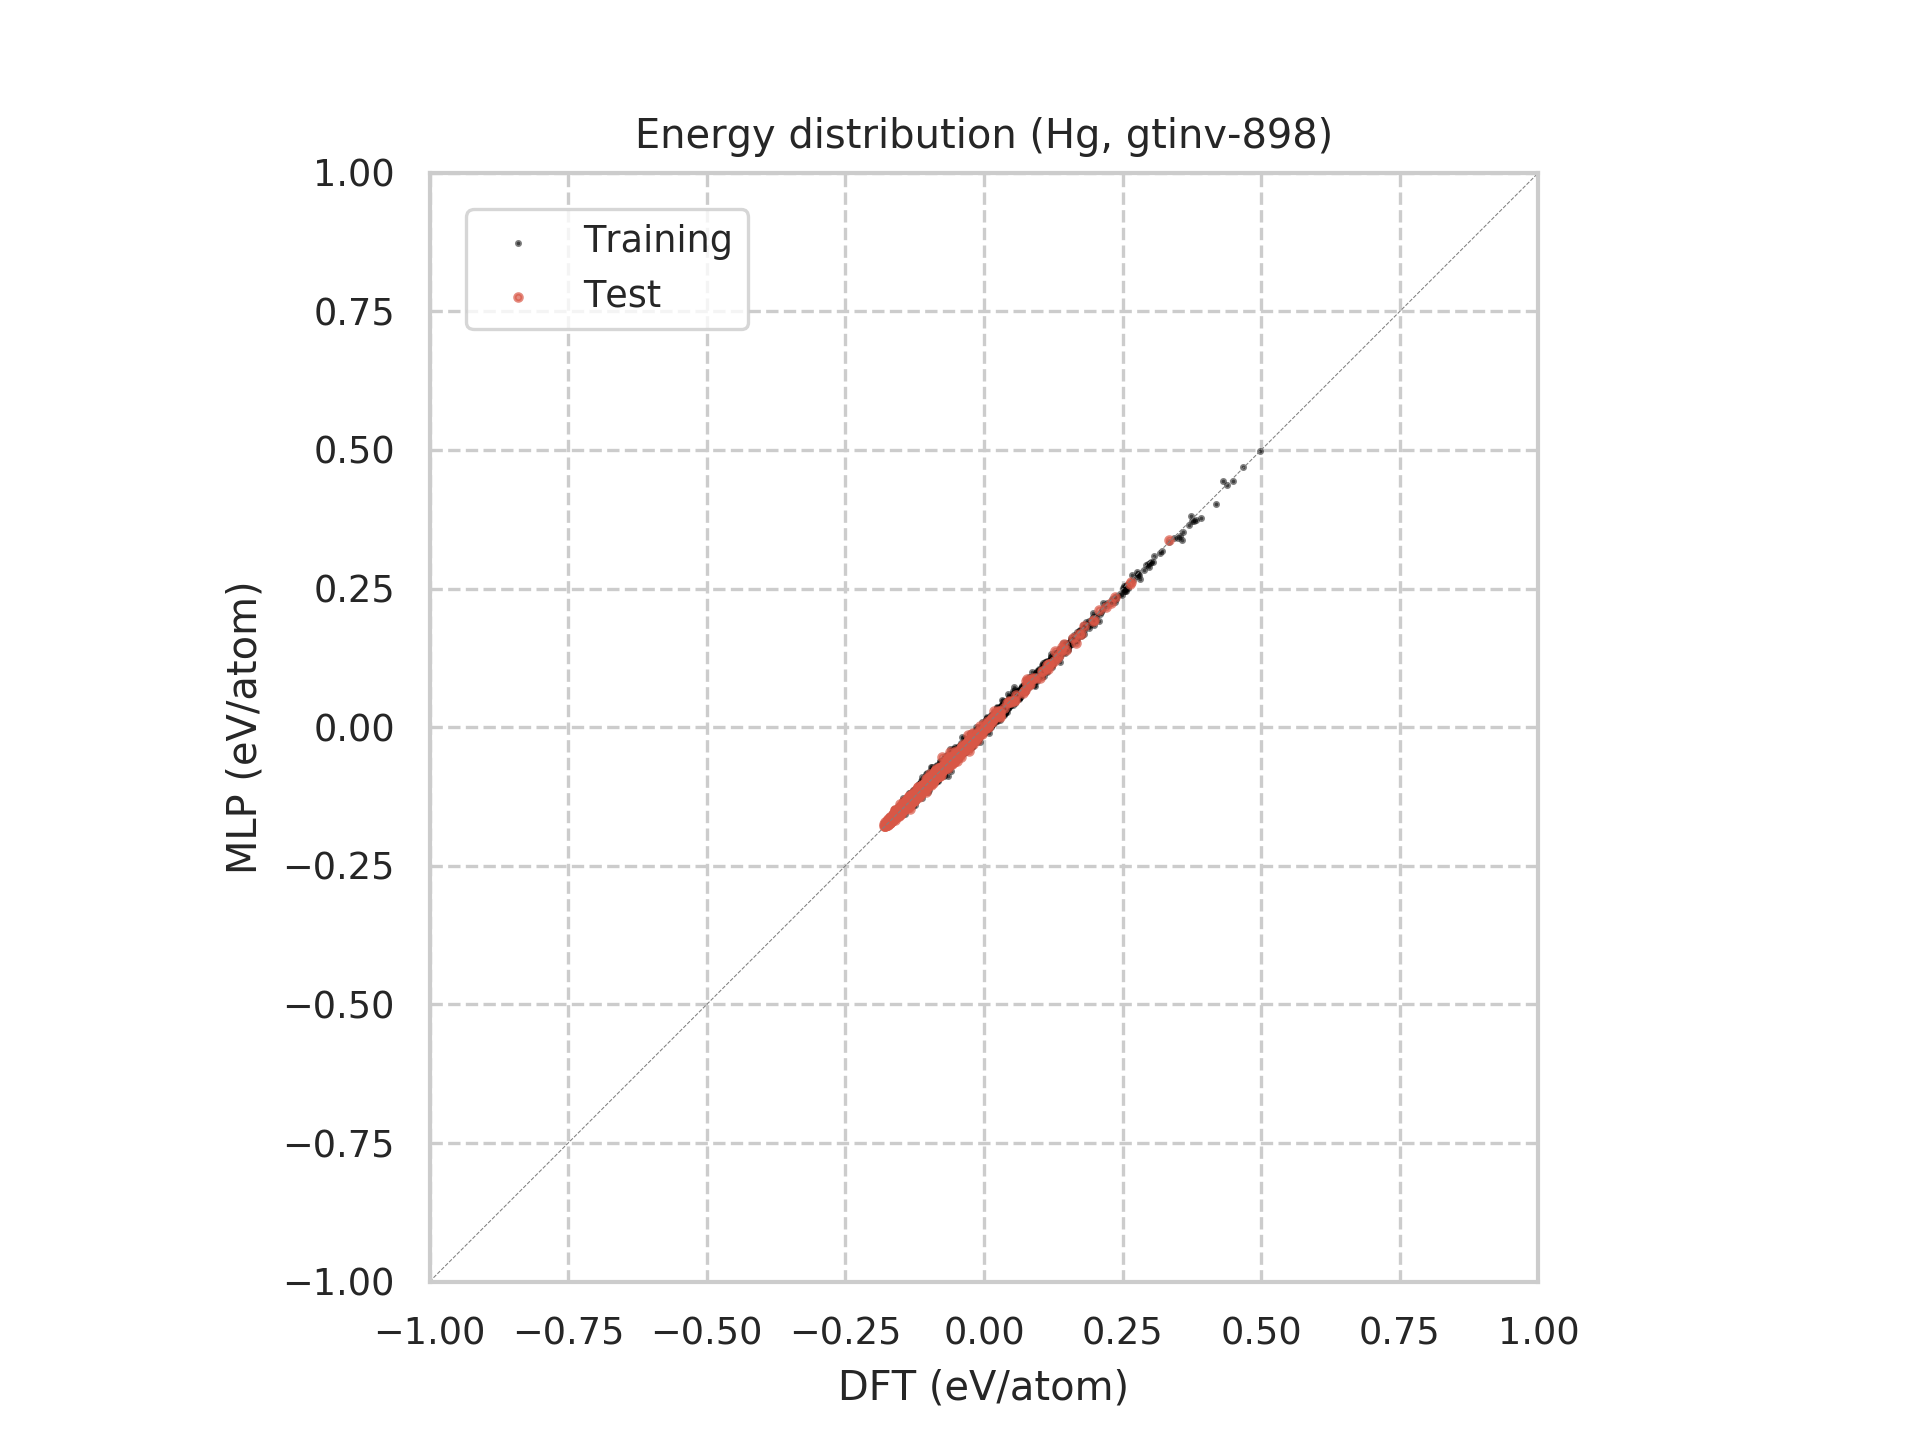 Energy distribution (Hg, gtinv-898)
Training
Test
1.00
0.75
0.50
0.25
0.00
−0.25
−0.50
−0.75
−1.00
MLP (eV/atom)
−1.00 −0.75 −0.50 −0.25 0.00 0.25 0.50 0.75 1.00
DFT (eV/atom)